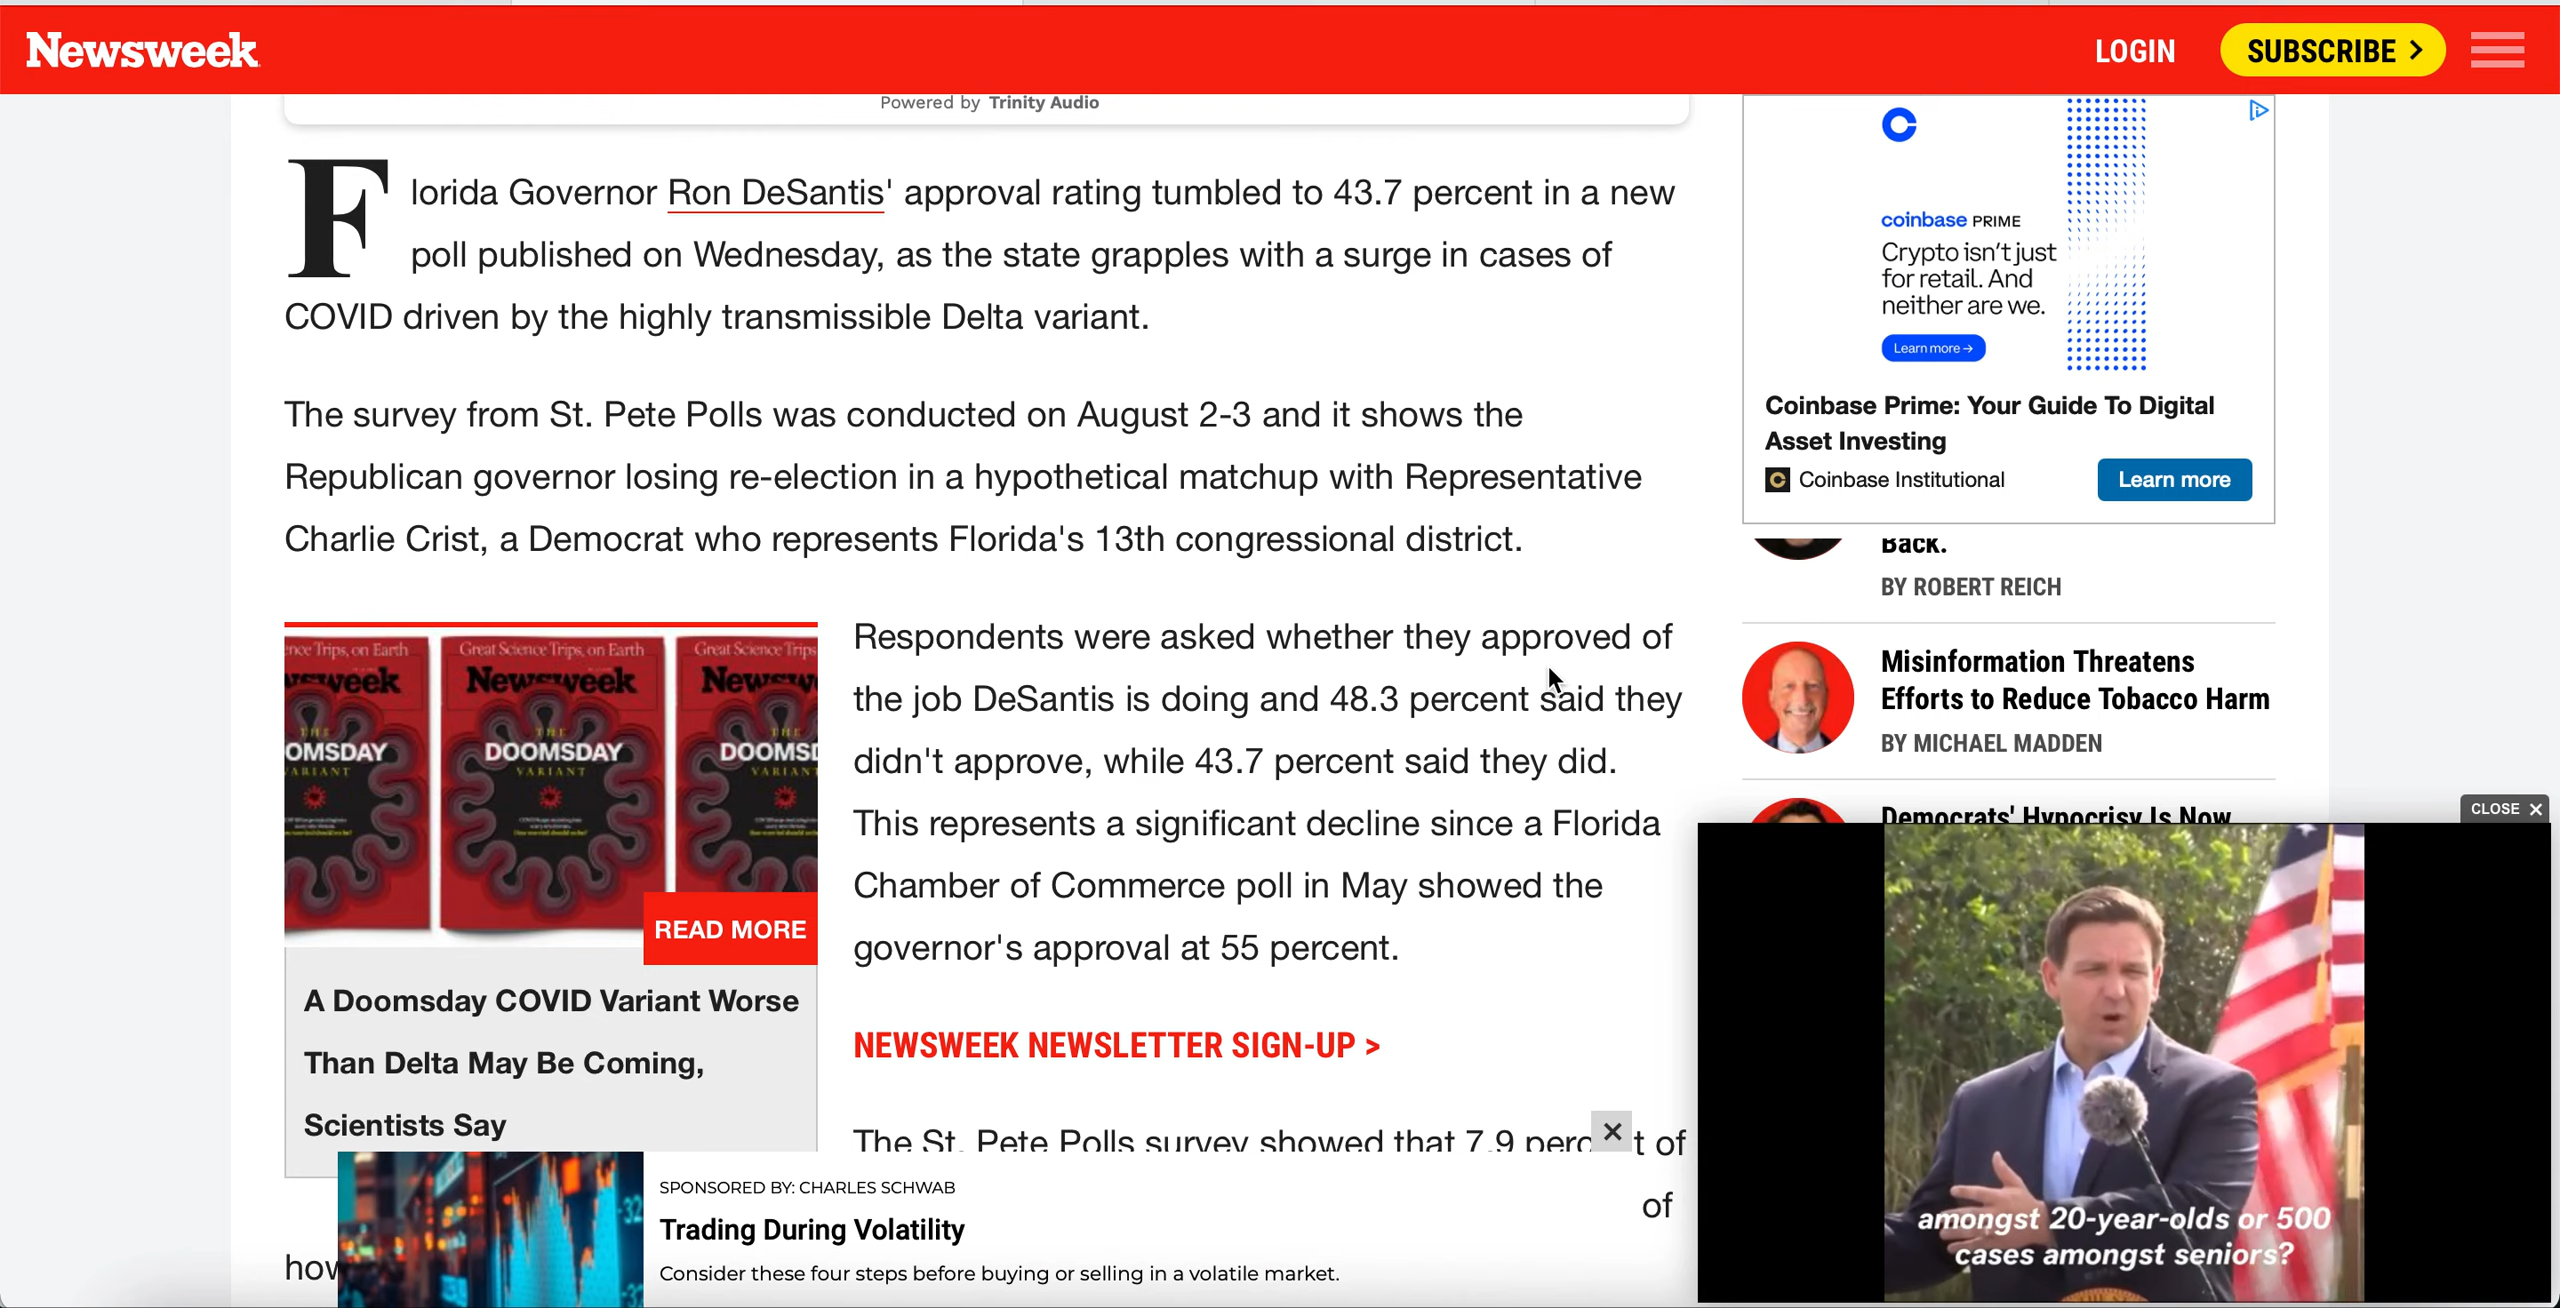 Newsweek
LOGIN
SUBSCRIBE >
Powered by Trinity Audio
Florida Governor Ron DeSantis' approval rating tumbled to 43.7 percent in a new
poll published on Wednesday, as the state grapples with a surge in cases of
COVID driven by the highly transmissible Delta variant.
The survey from St. Pete Polls was conducted on August 2-3 and it shows the
Republican governor losing re-election in a hypothetical matchup with Representative
Charlie Crist, a Democrat who represents Florida's 13th congressional district.
Great Science Trips, on Earth
Newsweek
THE
DOOMSDAY
VARIANT
READ MORE
A Doomsday COVID Variant Worse
Than Delta May Be Coming,
Scientists Say
Respondents were asked whether they approved of
the job DeSantis is doing and 48.3 percent said they
didn't approve, while 43.7 percent said they did.
This represents a significant decline since a Florida
Chamber of Commerce poll in May showed the
governor's approval at 55 percent.
NEWSWEEK NEWSLETTER SIGN-UP >
The St. Pete Polls survey showed that 7.9 perc t of
of
how
SPONSORED BY: CHARLES SCHWAB
Trading During Volatility
Consider these four steps before buying or selling in a volatile market.
coinbase PRIME
Crypto isn't just
for retail. And
neither are we.
Learn more →
Coinbase Prime: Your Guide To Digital
Asset Investing
Coinbase Institutional
Learn more
Back.
BY ROBERT REICH
Misinformation Threatens
Efforts to Reduce Tobacco Harm
BY MICHAEL MADDEN
Democrats' Hypocrisy Is Now
CLOSE ×
amongst 20-year-olds or 500
cases amongst seniors?